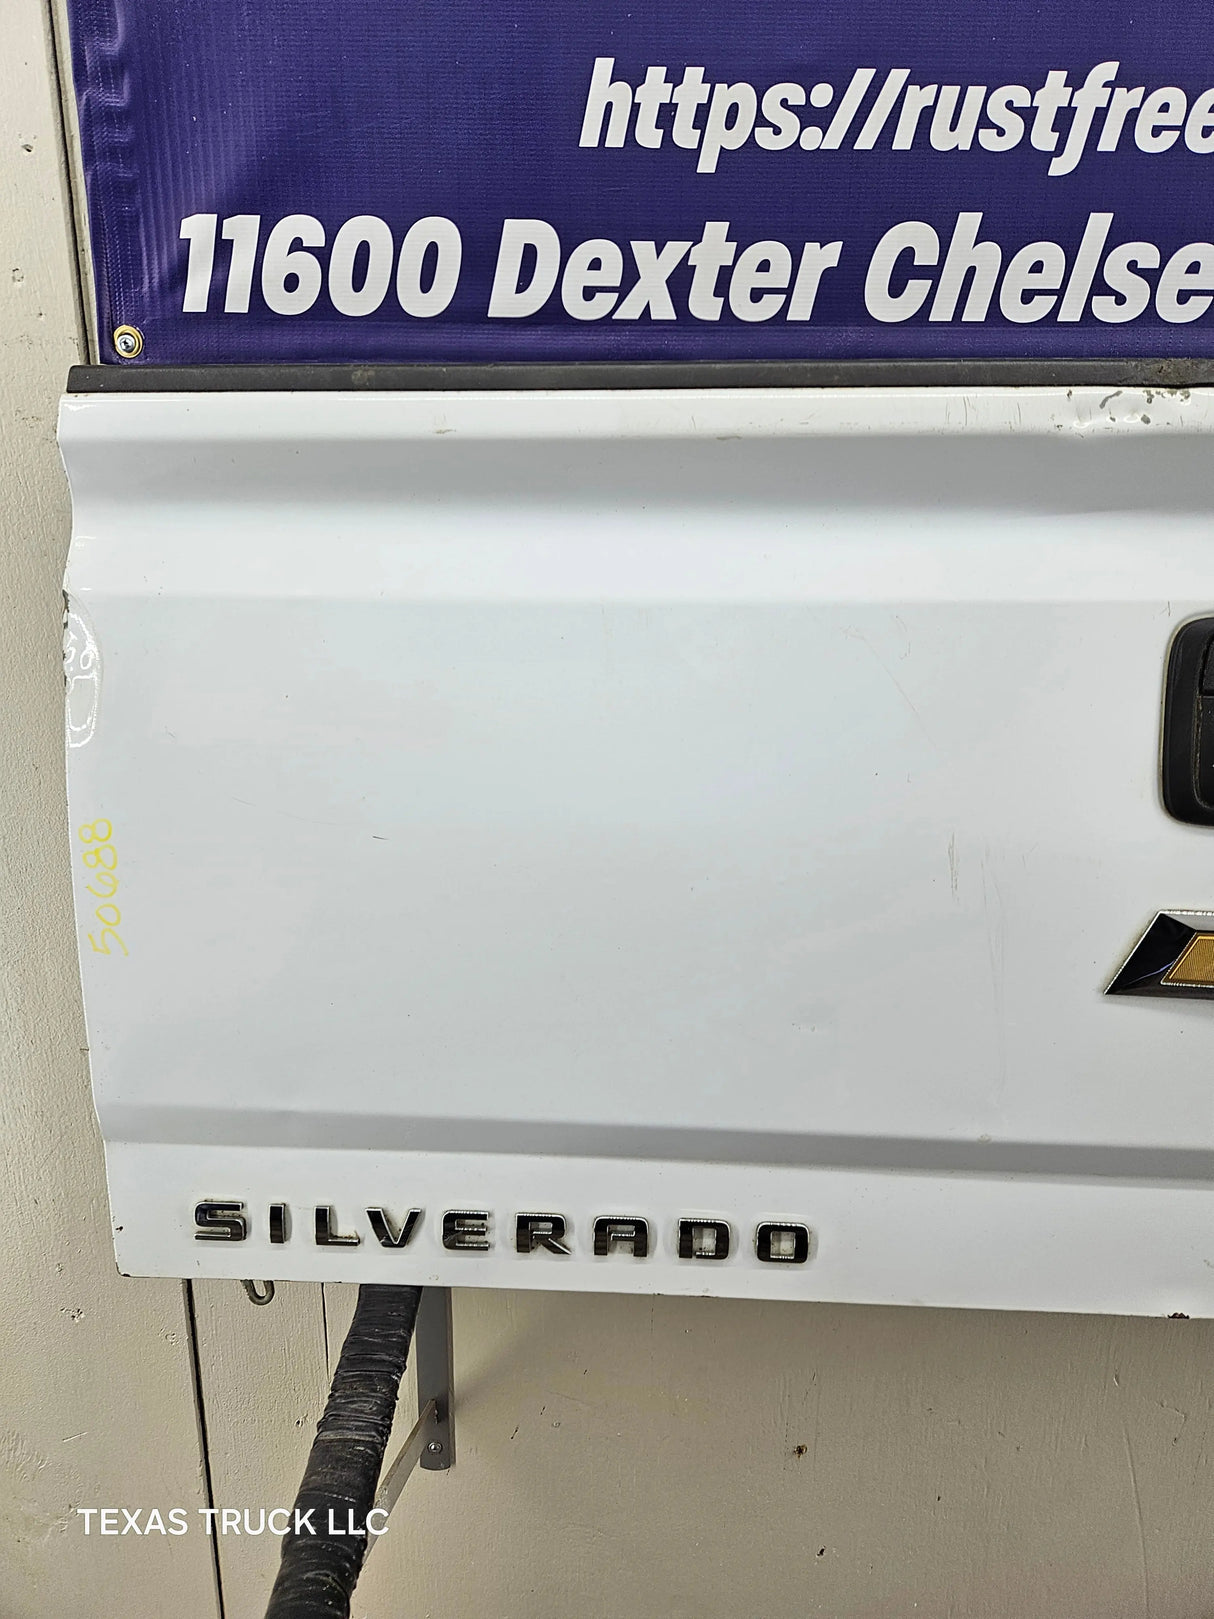 https://rustfree
11600 Dexter Chelse
50688
SILVERADO
TEXAS TRUCK LLC